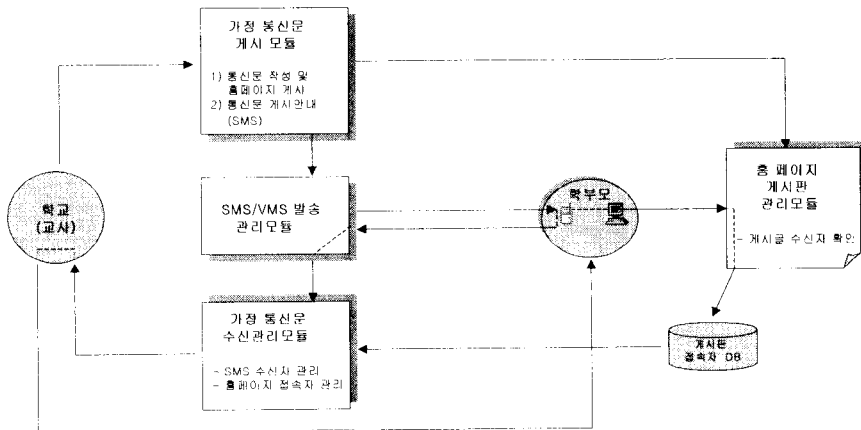 가정 통신문
게시 모듈
1) 통신문 작성 및
홈페이지 게시
2) 통신문 게시안내
(SMS)
학교
(교사)
SMS/VMS 발송
관리모듈
학부모
홈 페이지
게시판
관리모듈
- 게시글 수신자 확인
가정 통신문
수신관리모듈
- SMS 수신자 관리
- 홈페이지 접속자 관리
게시판
접속자 DB